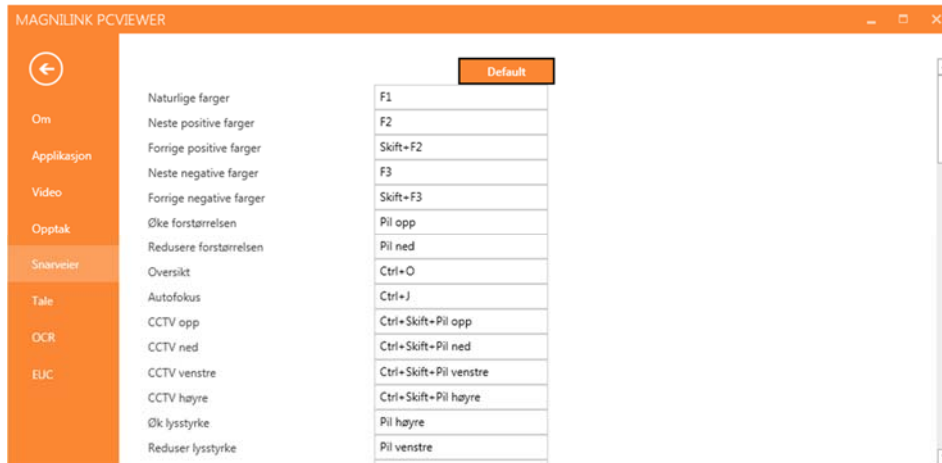 MAGNILINK PCVIEWER
Om
Applikasjon
Video
Opptak
Snarveier
Tale
OCR
EUC
Default
Naturlige farger F1
Neste positive farger F2
Forrige positive farger Skift+F2
Neste negative farger F3
Forrige negative farger Skift+F3
Øke forstørrelsen Pil opp
Redusere forstørrelsen Pil ned
Oversikt Ctrl+O
Autofokus Ctrl+J
CCTV opp Ctrl+Skift+Pil opp
CCTV ned Ctrl+Skift+Pil ned
CCTV venstre Ctrl+Skift+Pil venstre
CCTV høyre Ctrl+Skift+Pil høyre
Øk lysstyrke Pil høyre
Reduser lysstyrke Pil venstre